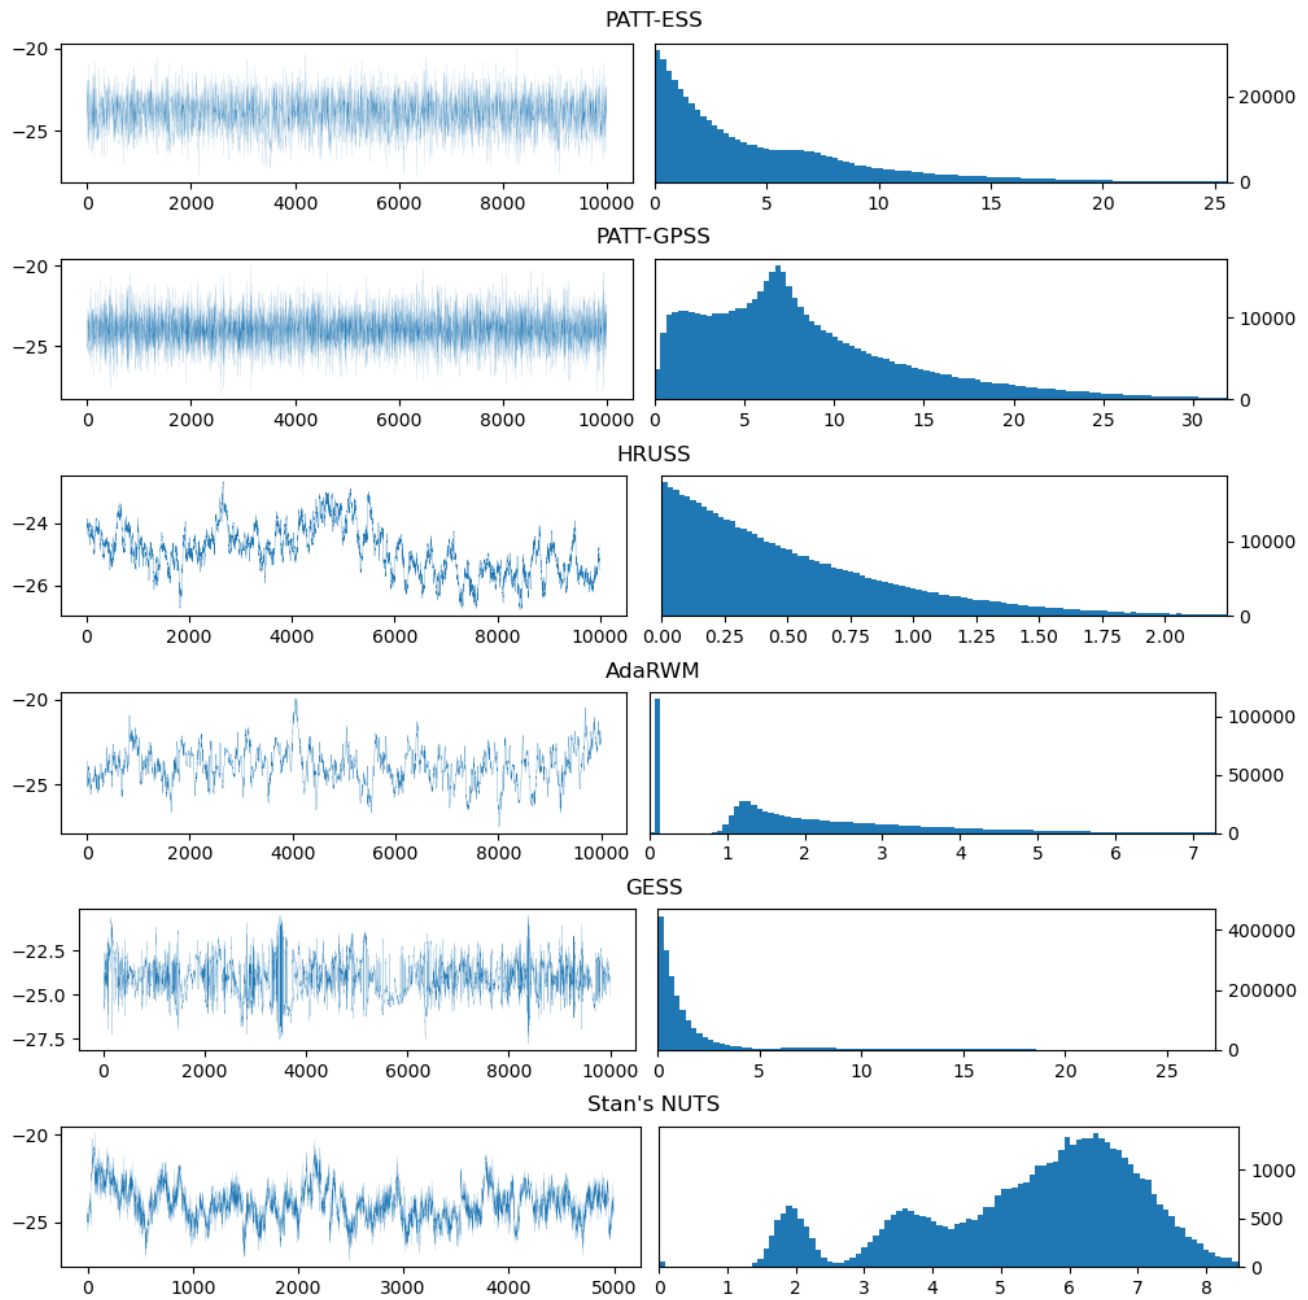 PATT-ESS
−20
−25
0 2000 4000 6000 8000 10000
20000
0
0 5 10 15 20 25
PATT-GPSS
−20
−25
0 2000 4000 6000 8000 10000
10000
0
0 5 10 15 20 25 30
HRUSS
−24
−26
0 2000 4000 6000 8000 10000
10000
0
0.00 0.25 0.50 0.75 1.00 1.25 1.50 1.75 2.00
AdaRWM
−20
−25
0 2000 4000 6000 8000 10000
100000
50000
0
0 1 2 3 4 5 6 7
GESS
−22.5
−25.0
−27.5
0 2000 4000 6000 8000 10000
400000
200000
0
0 5 10 15 20 25
Stan's NUTS
−20
−25
0 1000 2000 3000 4000 5000
1000
500
0
0 1 2 3 4 5 6 7 8